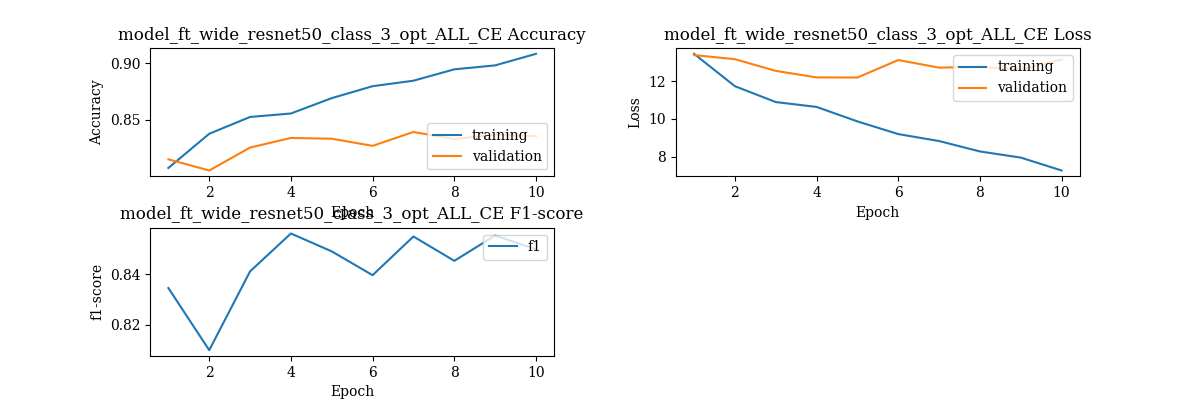 model_ft_wide_resnet50_class_3_opt_ALL_CE Accuracy
0.90
0.85
Accuracy
training
validation
2 4 6 8 10
Epoch
model_ft_wide_resnet50_class_3_opt_ALL_CE Loss
12
10
8
Loss
training
validation
2 4 6 8 10
Epoch
model_ft_wide_resnet50_class_3_opt_ALL_CE F1-score
0.84
0.82
f1-score
f1
2 4 6 8 10
Epoch